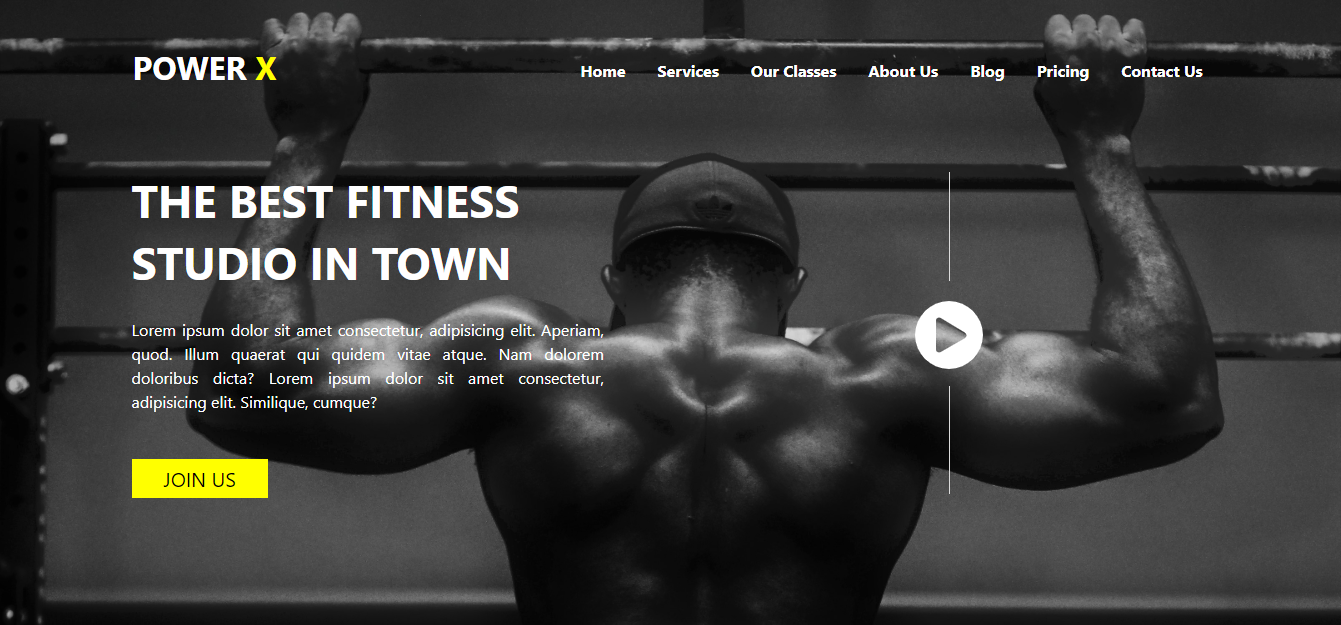 POWER X
Home Services Our Classes About Us Blog Pricing Contact Us
THE BEST FITNESS
STUDIO IN TOWN
Lorem ipsum dolor sit amet consectetur, adipisicing elit. Aperiam,
quod. Illum quaerat qui quidem vitae atque. Nam dolorem
doloribus dicta? Lorem ipsum dolor sit amet consectetur,
adipisicing elit. Similique, cumque?
JOIN US